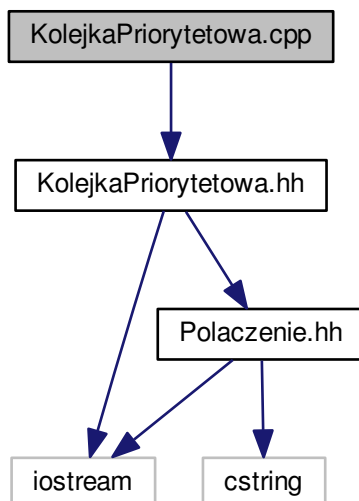 KolejkaPriorytetowa.cpp
KolejkaPriorytetowa.hh
Polaczenie.hh
iostream
cstring